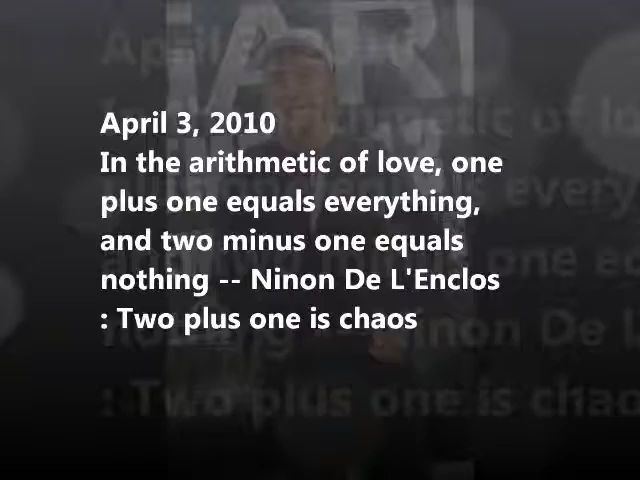 April 3, 2010
In the arithmetic of love, one
plus one equals everything,
and two minus one equals
nothing -- Ninon De L'Enclos
: Two plus one is chaos